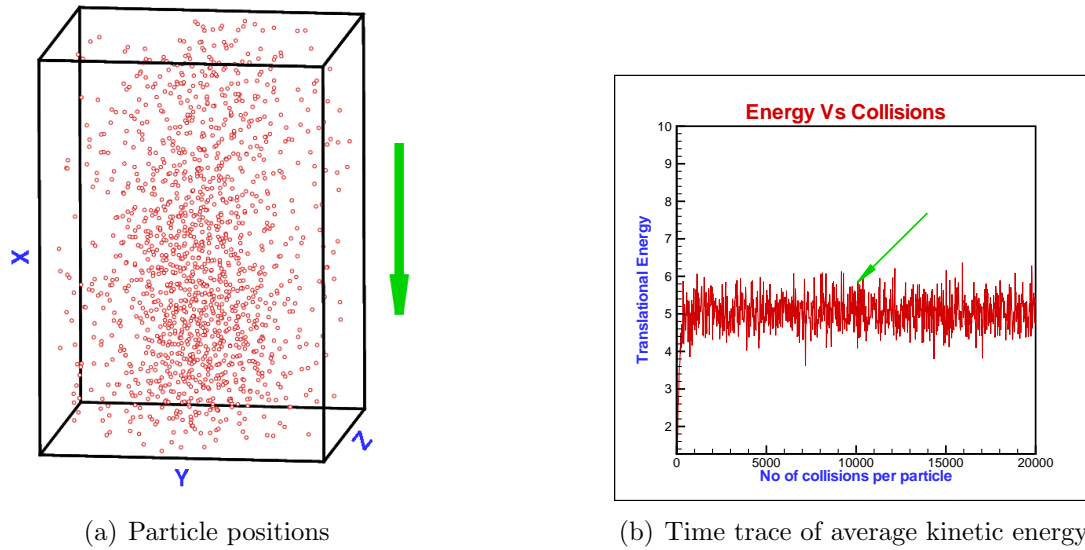 X
Y
Z
(a) Particle positions
Energy Vs Collisions
Translational Energy
10
9
8
7
6
5
4
3
2
0
5000
10000
15000
20000
No of collisions per particle
(b) Time trace of average kinetic energy